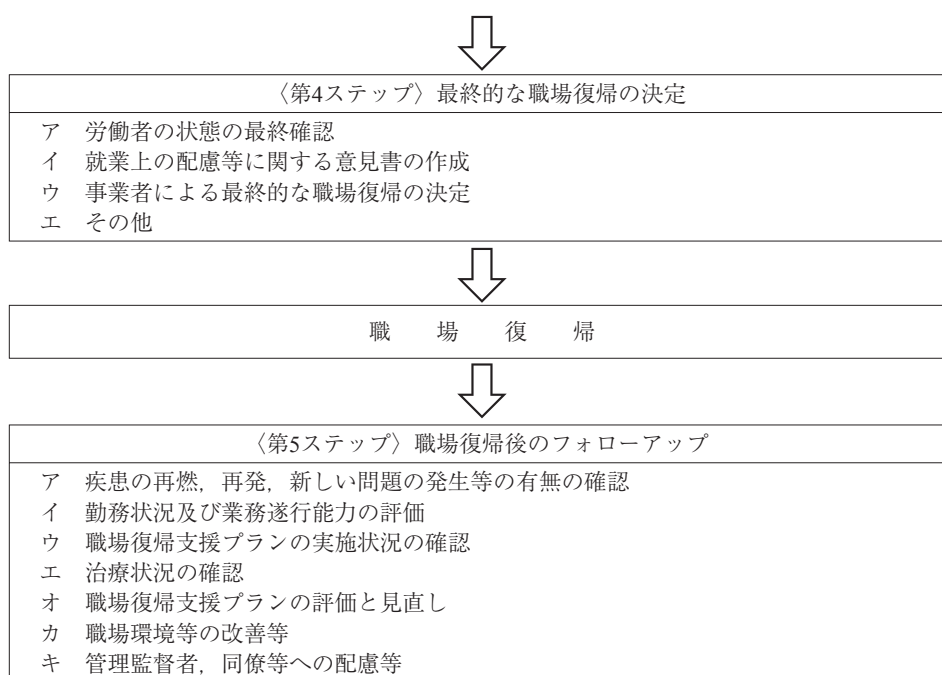 〈第4ステップ〉最終的な職場復帰の決定
ア　労働者の状態の最終確認
イ　就業上の配慮等に関する意見書の作成
ウ　事業者による最終的な職場復帰の決定
エ　その他
職　場　復　帰
〈第5ステップ〉職場復帰後のフォローアップ
ア　疾患の再燃，再発，新しい問題の発生等の有無の確認
イ　勤務状況及び業務遂行能力の評価
ウ　職場復帰支援プランの実施状況の確認
エ　治療状況の確認
オ　職場復帰支援プランの評価と見直し
カ　職場環境等の改善等
キ　管理監督者，同僚等への配慮等